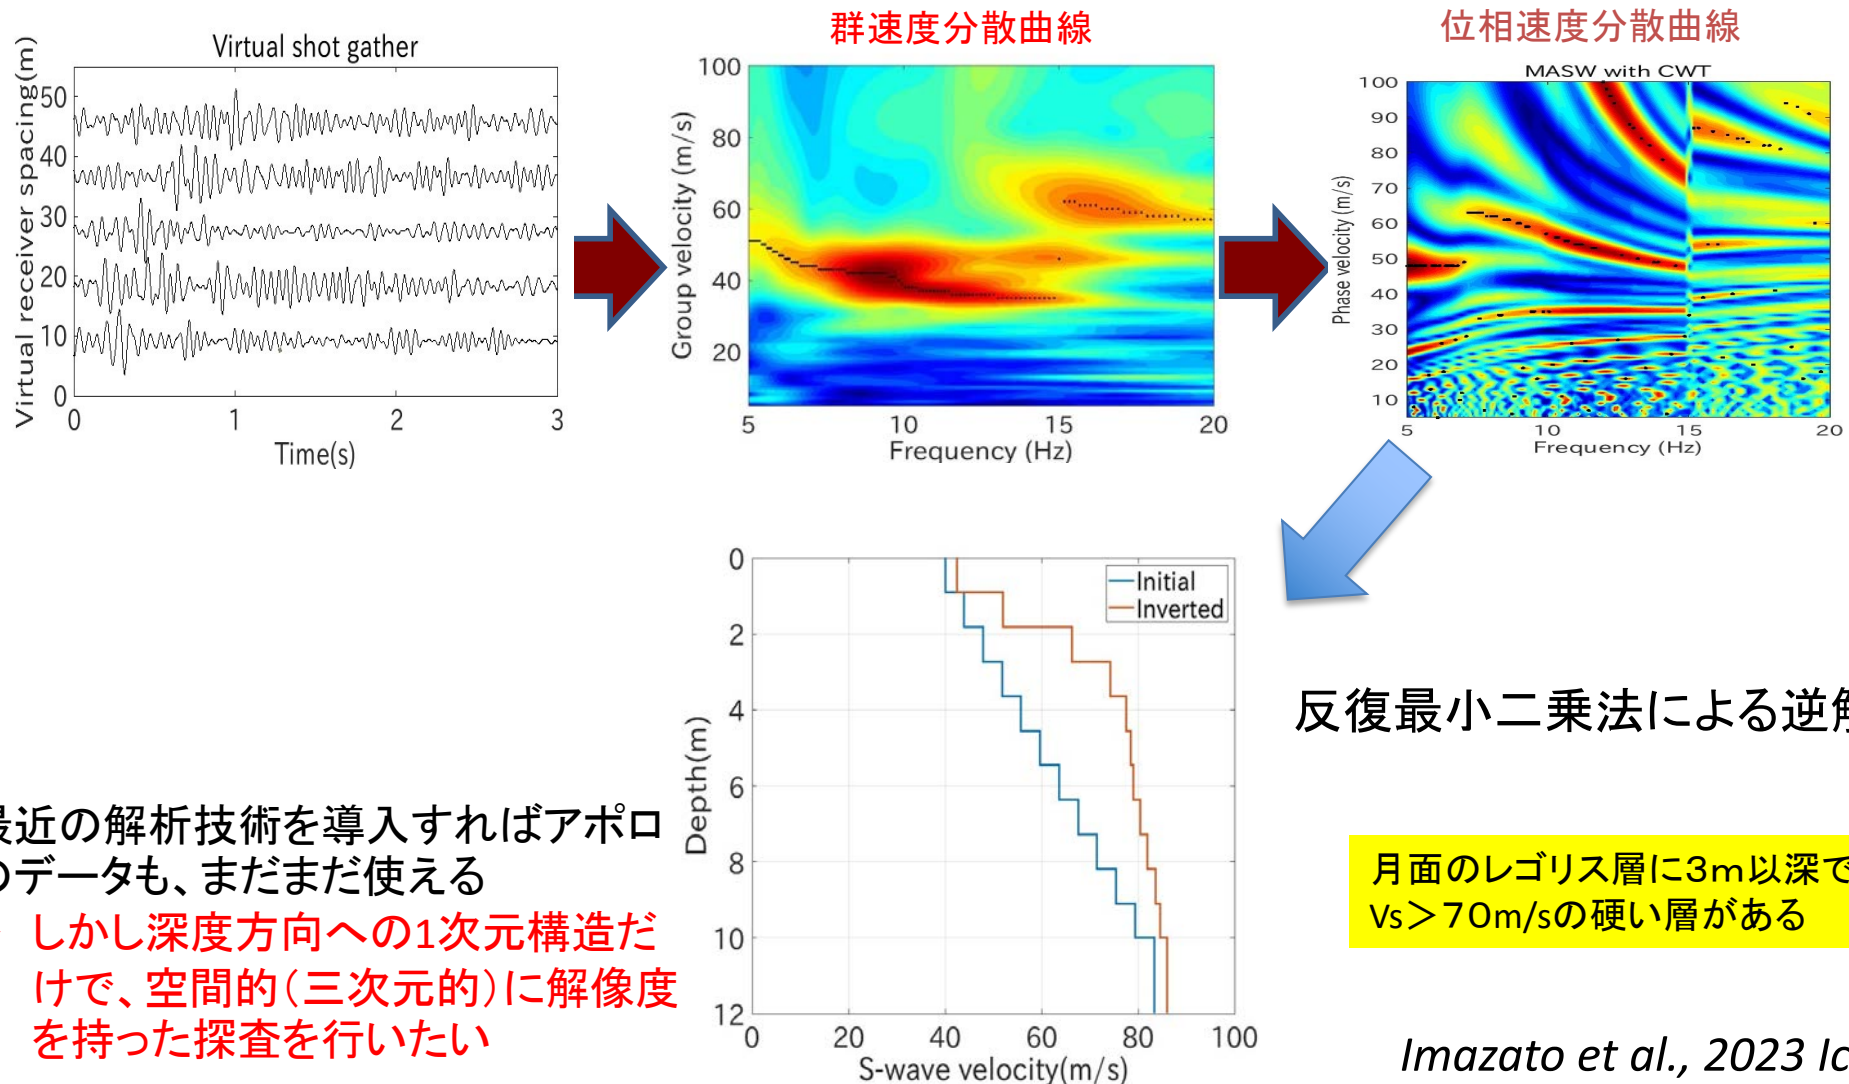 Virtual shot gather
Virtual receiver spacing(m)
50
40
30
20
10
0
0 1 2 3
Time(s)
群速度分散曲線
Group velocity (m/s)
100
80
60
40
20
5 10 15 20
Frequency (Hz)
位相速度分散曲線
MASW with CWT
Phase velocity (m/s)
100
90
80
70
60
50
40
30
20
10
5 10 15 20
Frequency (Hz)
Depth(m)
0
2
4
6
8
10
12
Initial
Inverted
0 20 40 60 80 100
S-wave velocity(m/s)
反復最小二乗法による逆解
最近の解析技術を導入すればアポロ
のデータも、まだまだ使える
しかし深度方向への1次元構造だ
けで、空間的（三次元的）に解像度
を持った探査を行いたい
月面のレゴリス層に3m以深で
Vs＞70m/sの硬い層がある
Imazato et al., 2023 Ic